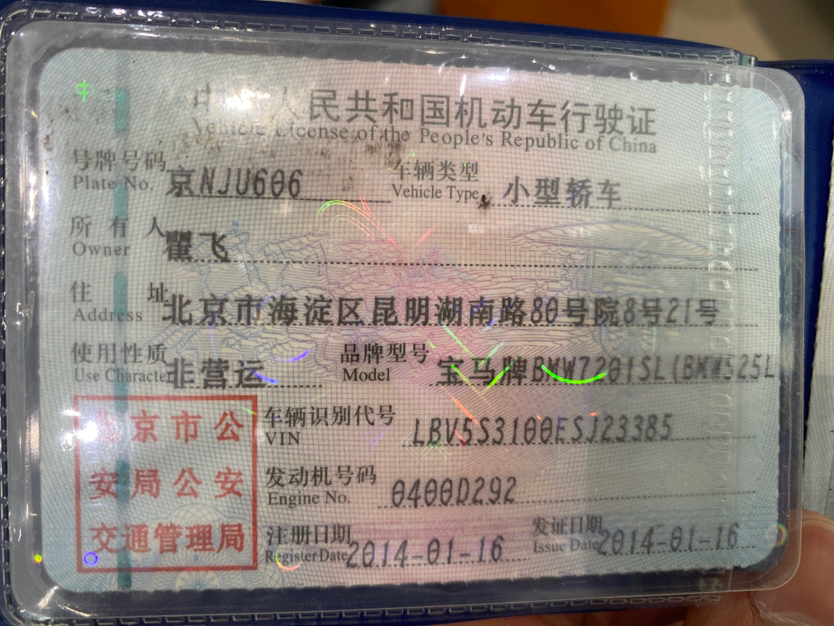 中华人民共和国机动车行驶证
Vehicle License of the People's Republic of China
号牌号码 京NJU606 车辆类型 小型轿车
Plate No. Vehicle Type
所有人 瞿飞
Owner
住址 北京市海淀区昆明湖南路80号院8号21号
Address
使用性质 非营运 品牌型号 宝马牌BMW7201SL(BMW525L
Use Character Model
北京市公 车辆识别代号 LBV5S3100ESJ23385
VIN
安局公安 发动机号码 0400D292
Engine No.
交通管理局 注册日期 2014-01-16 发证日期 2014-01-16
Register Date Issue Date